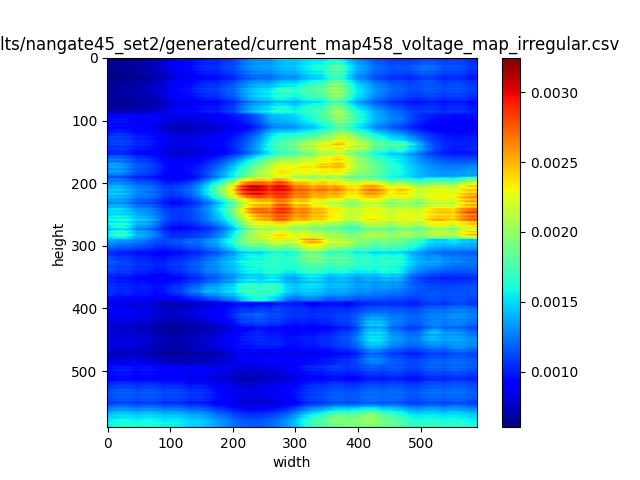 lts/nangate45_set2/generated/current_map458_voltage_map_irregular.csv
0
100
200
300
400
500
height
0 100 200 300 400 500
width
0.0030
0.0025
0.0020
0.0015
0.0010